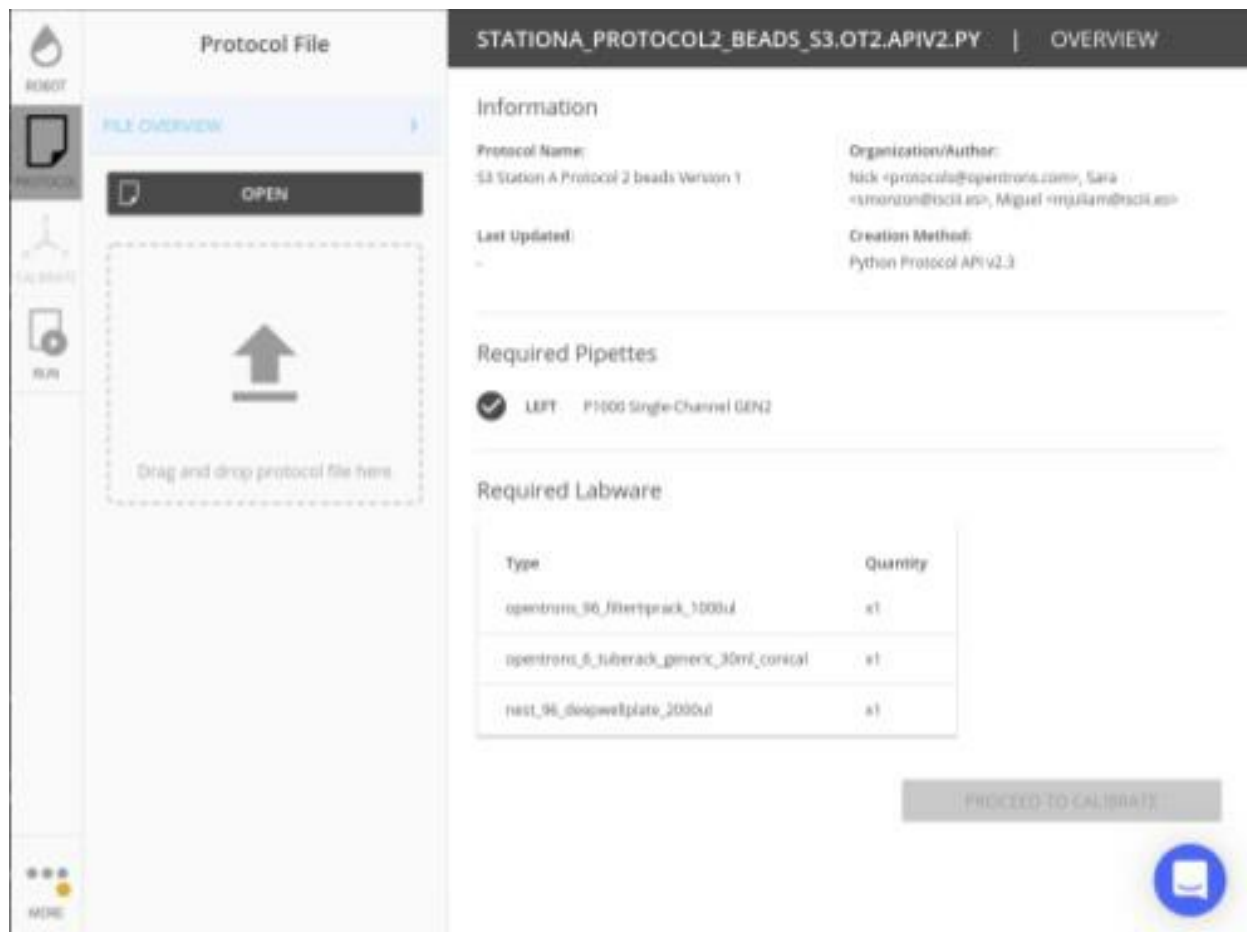 ROBOT
PROTOCOL
CALIBRATE
RUN
MORE
Protocol File
FILE OVERVIEW
OPEN
Drag and drop protocol file here
STATIONA_PROTOCOL2_BEADS_S3.OT2.APIV2.PY | OVERVIEW
Information
Protocol Name:
S3 Station A Protocol 2 beads Version 1
Organization/Author:
Nick <protocols@opentrons.com>, Sara
<smonzon@isciii.es>, Miguel <mjuliam@isciii.es>
Last Updated:
-
Creation Method:
Python Protocol API v2.3
Required Pipettes
LEFT P1000 Single-Channel GEN2
Required Labware
Type Quantity
opentrons_96_filtertiprack_1000ul x1
opentrons_6_tuberack_generic_30ml_conical x1
nest_96_deepwellplate_2000ul x1
PROCEED TO CALIBRATE